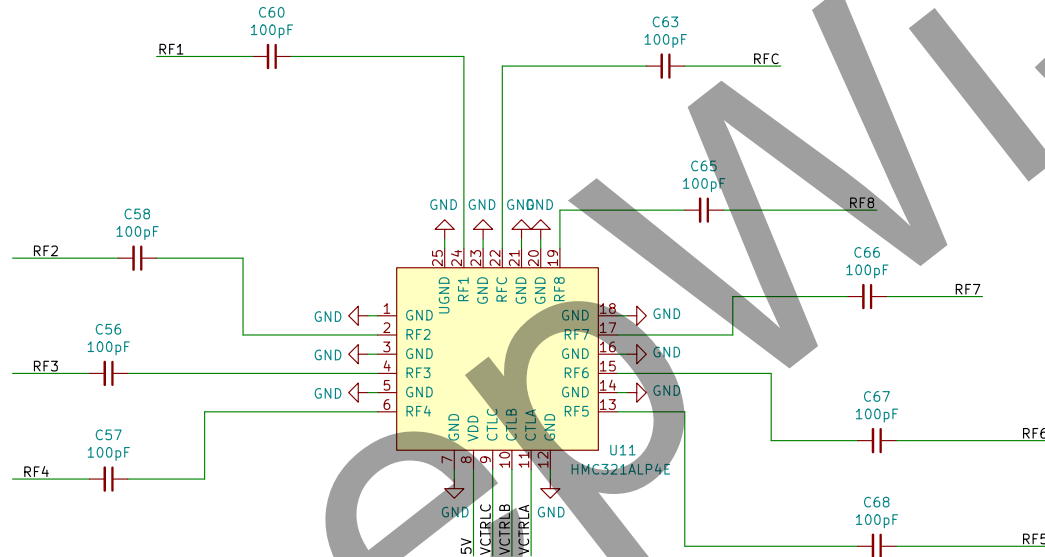 C60
100pF
RF1
C63
100pF
RFC
C65
100pF
RF8
C58
100pF
RF2
C66
100pF
RF7
GND GND GND GND
25 24 23 22 21 20 19
UGND RF1 GND RFC GND GND RF8
GND 1 GND
2 RF2
GND 3 GND
4 RF3
GND 5 GND
6 RF4
GND 18 GND
RF7 17
GND 16 GND
RF6 15
GND 14 GND
RF5 13
C56
100pF
RF3
C57
100pF
RF4
GND VDD CTLC CTLB CTLA GND
7 8 9 10 11 12
GND GND
5V VCTRLC VCTRLB VCTRLA
U11
HMC321ALP4E
C67
100pF
RF6
C68
100pF
RF5